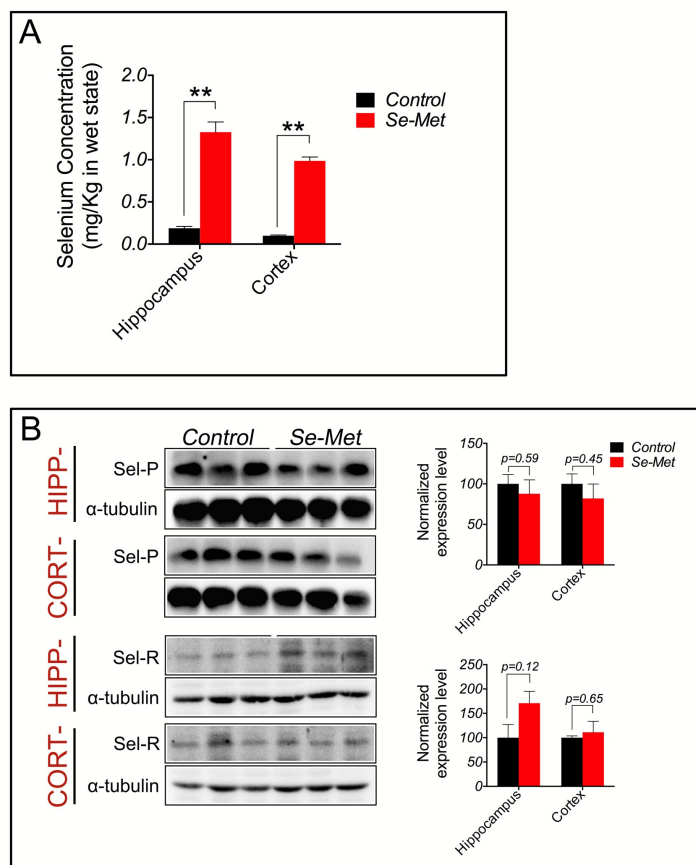 A
Selenium Concentration
(mg/Kg in wet state)
2.0
1.5
1.0
0.5
0.0
**
**
Control
Se-Met
Hippocampus
Cortex
B
Control Se-Met
HIPP-
Sel-P
α-tubulin
CORT-
Sel-P
HIPP-
Sel-R
α-tubulin
CORT-
Sel-R
α-tubulin
Normalized
expression level
150
100
50
0
p=0.59
p=0.45
Control
Se-Met
Hippocampus
Cortex
Normalized
expression level
250
200
150
100
50
0
p=0.12
p=0.65
Hippocampus
Cortex